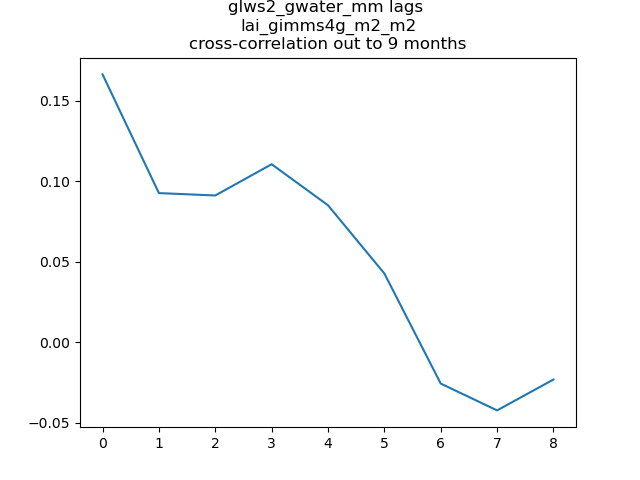 glws2_gwater_mm lags
lai_gimms4g_m2_m2
cross-correlation out to 9 months
0.15
0.10
0.05
0.00
−0.05
0 1 2 3 4 5 6 7 8